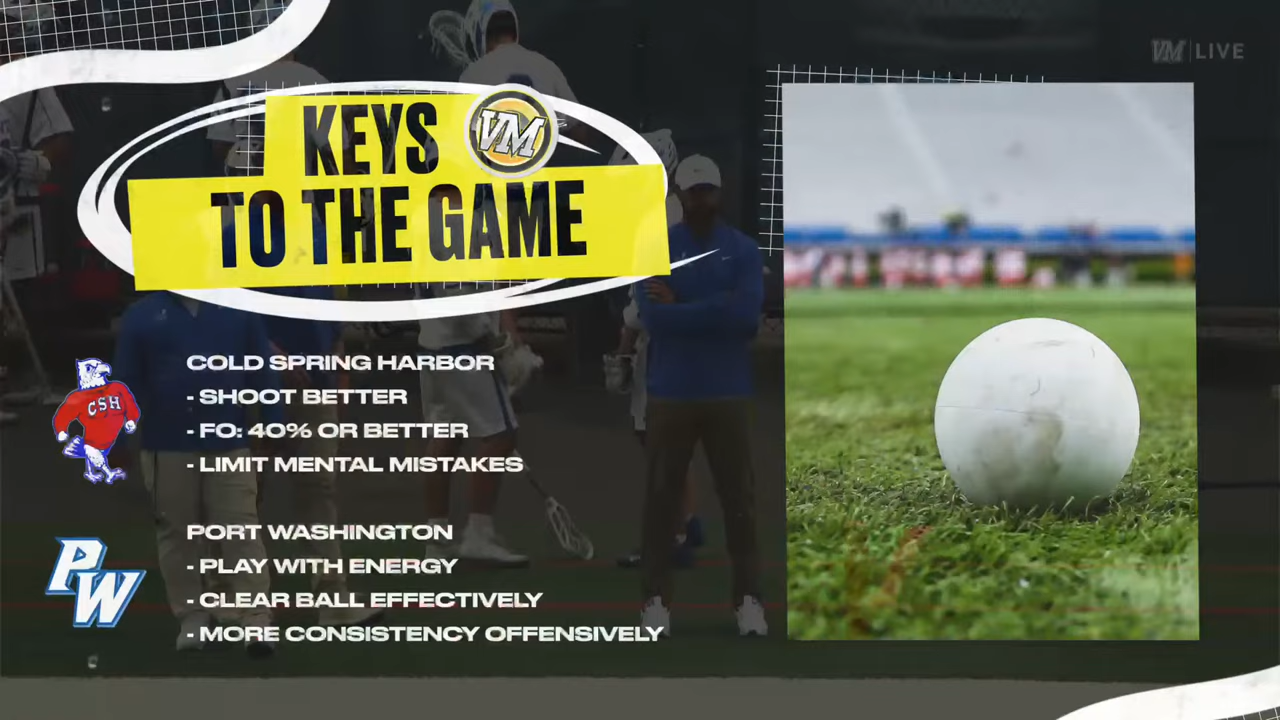 VM LIVE
KEYS
VM
TO THE GAME
CSH
COLD SPRING HARBOR
- SHOOT BETTER
- FO: 40% OR BETTER
- LIMIT MENTAL MISTAKES
PW
PORT WASHINGTON
- PLAY WITH ENERGY
- CLEAR BALL EFFECTIVELY
- MORE CONSISTENCY OFFENSIVELY